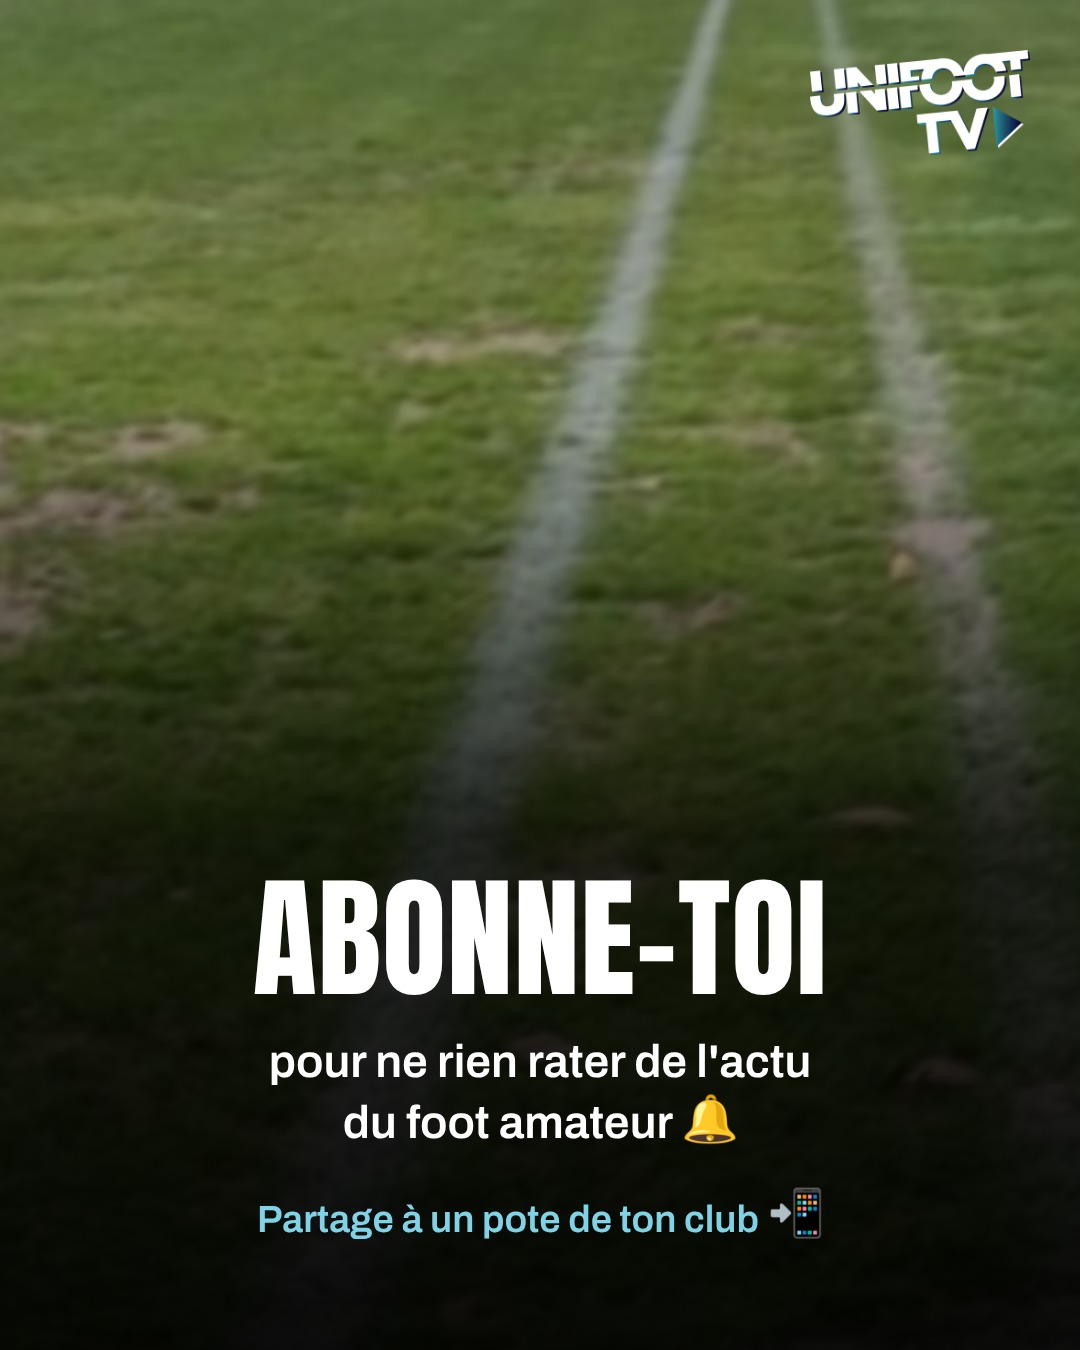 UNIFOOT
TV
ABONNE-TOI
pour ne rien rater de l'actu
du foot amateur 🔔
Partage à un pote de ton club 📲